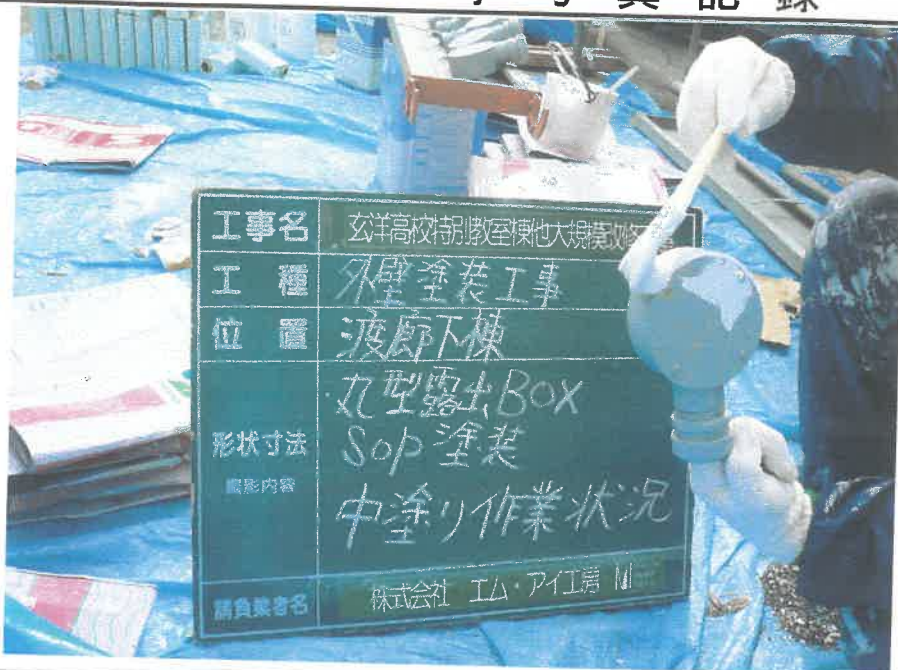 真 記 録
工事名 玄洋高校特別教室棟他大規模改修
工種 外壁塗装工事
位置 渡廊下棟
形状寸法
撮影内容
丸型露出BOX
Sop塗装
中塗り作業状況
請負業者名 株式会社 エム・アイ工房 M